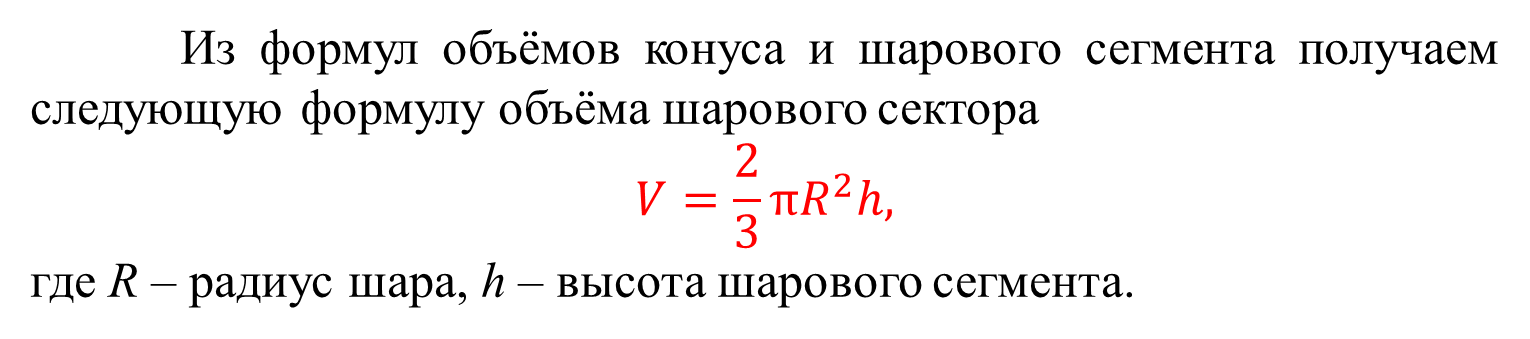 Из формул объёмов конуса и шарового сегмента получаем
следующую формулу объёма шарового сектора
V = 2/3 πR²h,
где R – радиус шара, h – высота шарового сегмента.